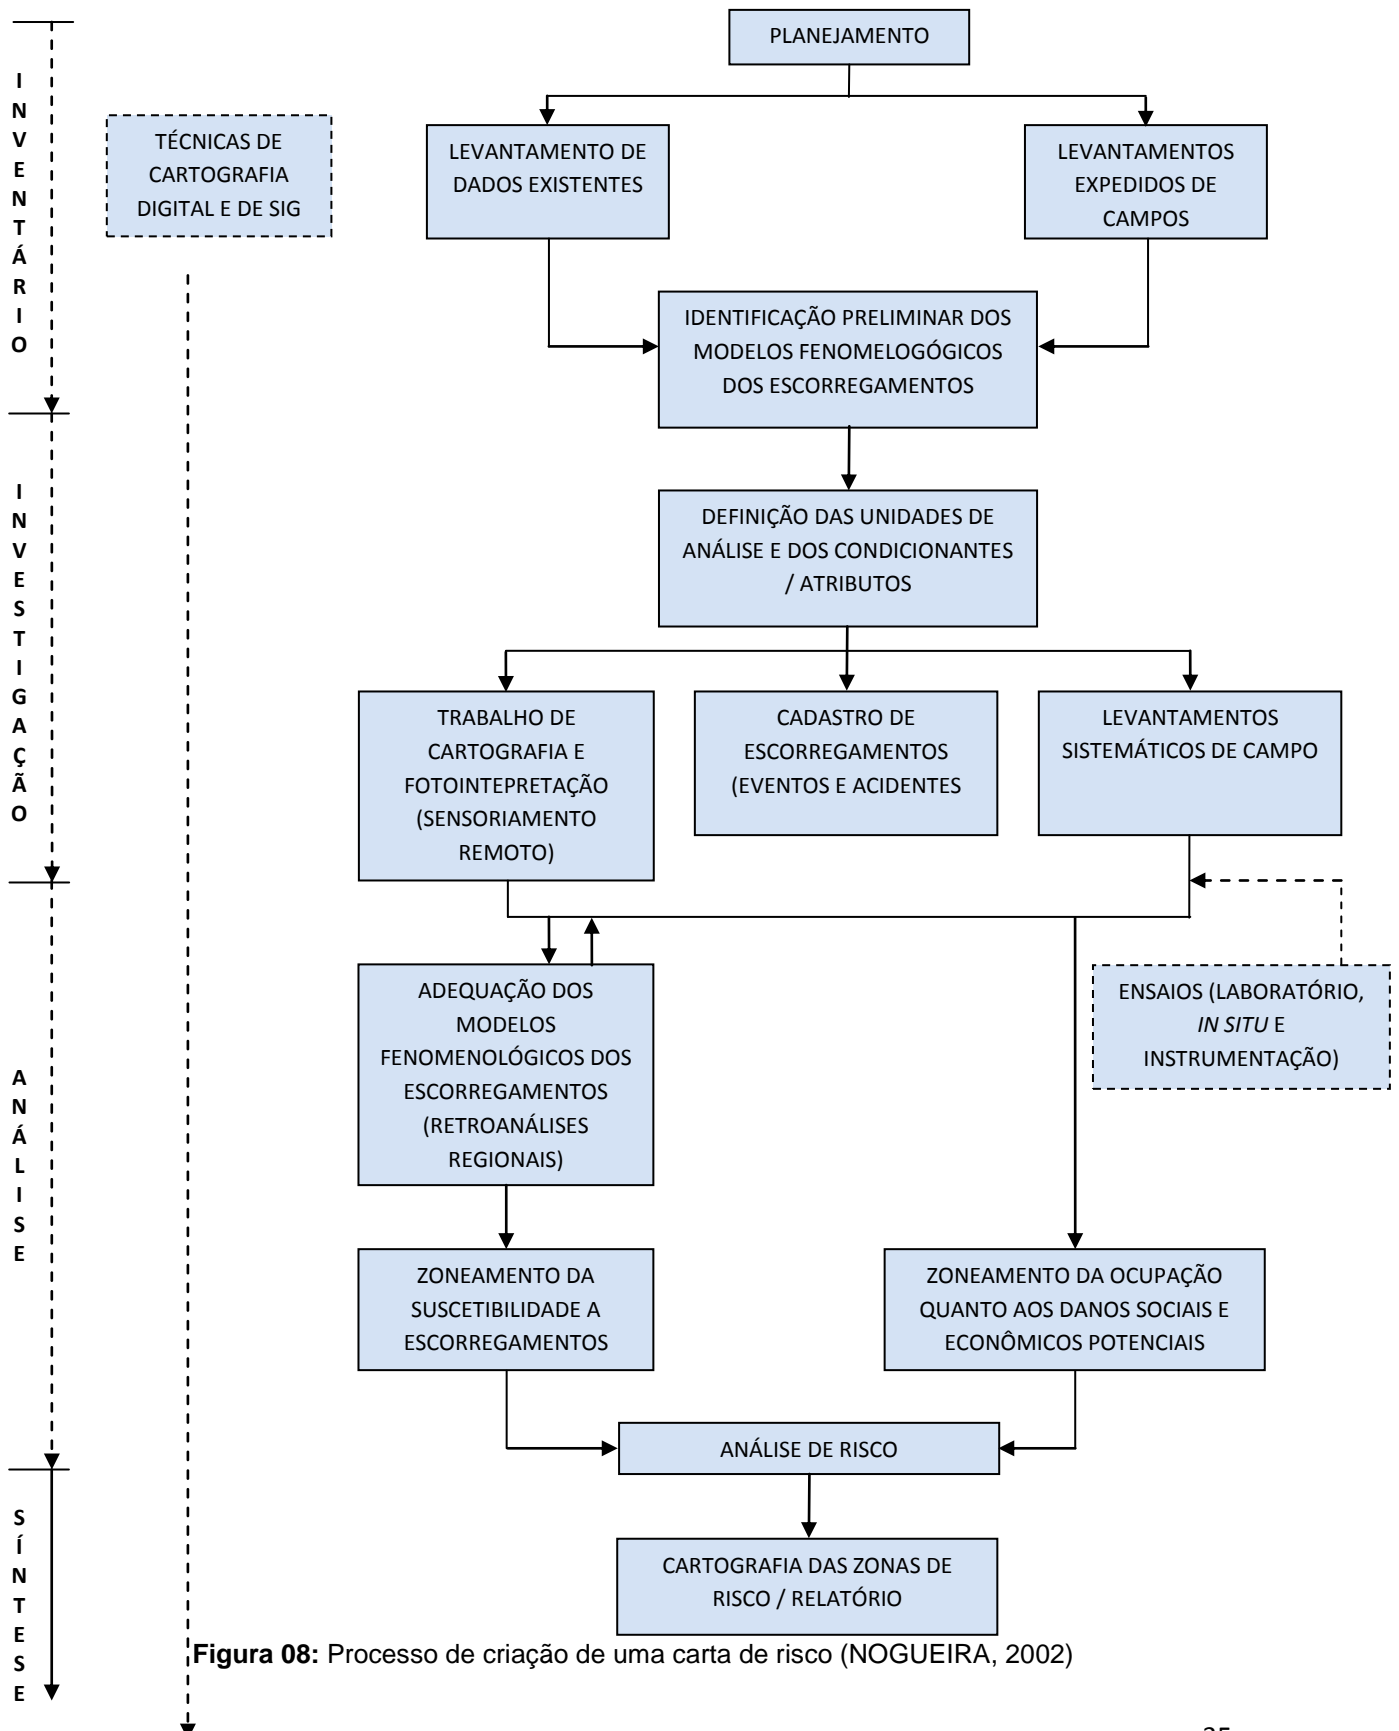 INVENTÁRIO
INVESTIGAÇÃO
ANÁLISE
SÍNTESE
TÉCNICAS DE
CARTOGRAFIA
DIGITAL E DE SIG
PLANEJAMENTO
LEVANTAMENTO DE
DADOS EXISTENTES
LEVANTAMENTOS
EXPEDIDOS DE
CAMPOS
IDENTIFICAÇÃO PRELIMINAR DOS
MODELOS FENOMELOGÓGICOS
DOS ESCORREGAMENTOS
DEFINIÇÃO DAS UNIDADES DE
ANÁLISE E DOS CONDICIONANTES
/ ATRIBUTOS
TRABALHO DE
CARTOGRAFIA E
FOTOINTEPRETAÇÃO
(SENSORIAMENTO
REMOTO)
CADASTRO DE
ESCORREGAMENTOS
(EVENTOS E ACIDENTES
LEVANTAMENTOS
SISTEMÁTICOS DE CAMPO
ADEQUAÇÃO DOS
MODELOS
FENOMENOLÓGICOS DOS
ESCORREGAMENTOS
(RETROANÁLISES
REGIONAIS)
ENSAIOS (LABORATÓRIO,
IN SITU E
INSTRUMENTAÇÃO)
ZONEAMENTO DA
SUSCETIBILIDADE A
ESCORREGAMENTOS
ZONEAMENTO DA OCUPAÇÃO
QUANTO AOS DANOS SOCIAIS E
ECONÔMICOS POTENCIAIS
ANÁLISE DE RISCO
CARTOGRAFIA DAS ZONAS DE
RISCO / RELATÓRIO
Figura 08: Processo de criação de uma carta de risco (NOGUEIRA, 2002)